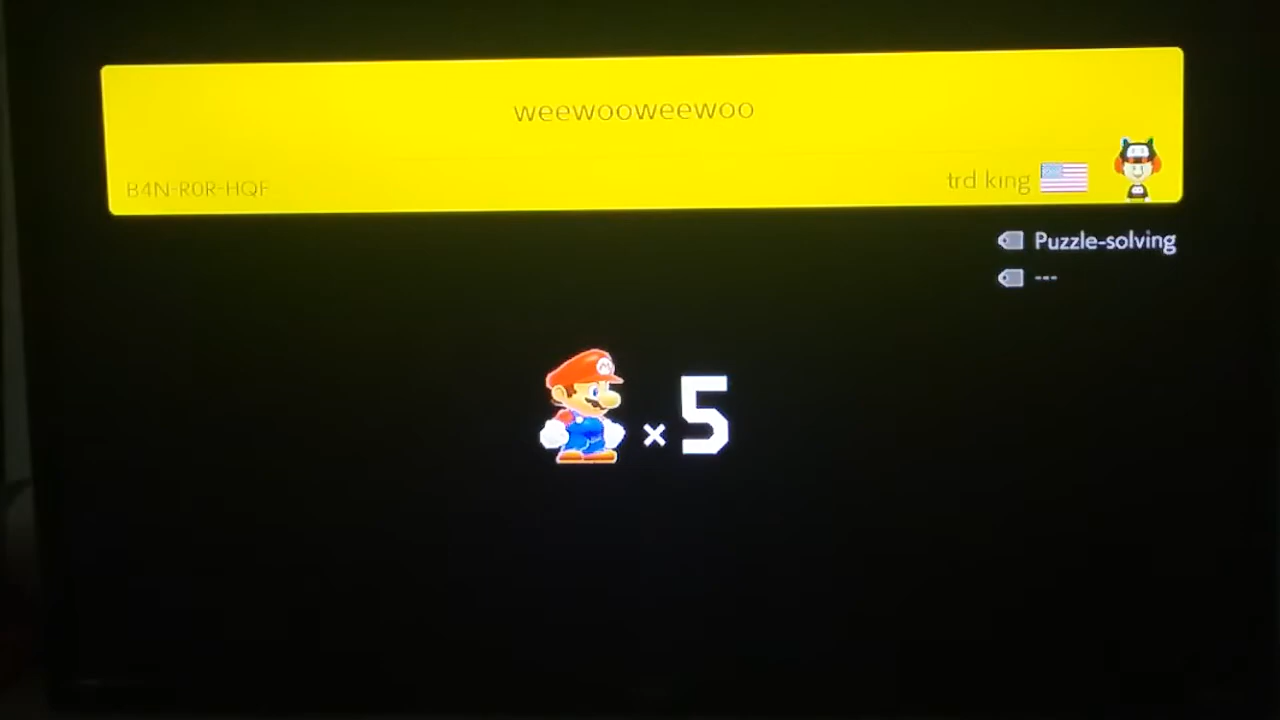 weewooweewoo
B4N-R0R-HQF
trd king
Puzzle-solving
---
× 5